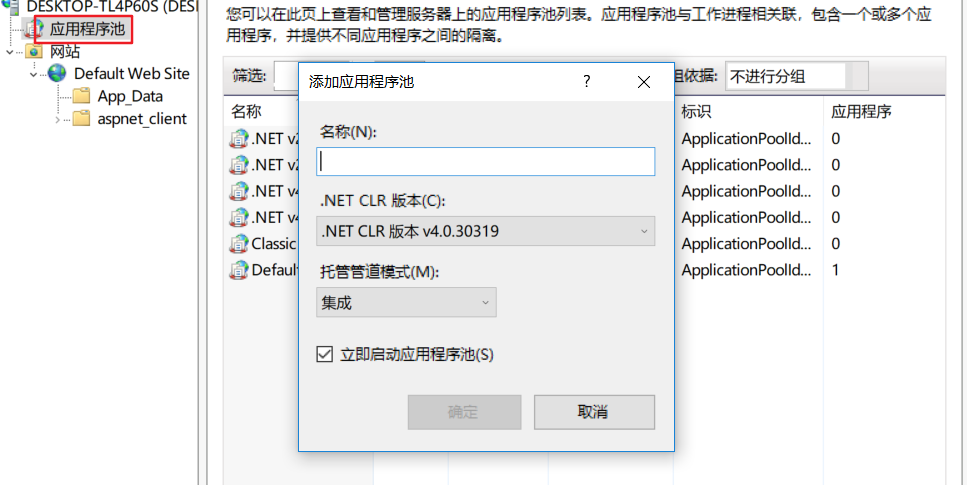 DESKTOP-TL4P60S (DESI
应用程序池
网站
Default Web Site
App_Data
aspnet_client
您可以在此页上查看和管理服务器上的应用程序池列表。应用程序池与工作进程相关联，包含一个或多个应
用程序，并提供不同应用程序之间的隔离。
筛选:
组依据: 不进行分组
名称 标识 应用程序
.NET v2 ApplicationPoolId... 0
.NET v2 ApplicationPoolId... 0
.NET v4 ApplicationPoolId... 0
.NET v4 ApplicationPoolId... 0
Classic ApplicationPoolId... 0
Default ApplicationPoolId... 1
添加应用程序池 ?
名称(N):
.NET CLR 版本(C):
.NET CLR 版本 v4.0.30319
托管管道模式(M):
集成
立即启动应用程序池(S)
确定 取消